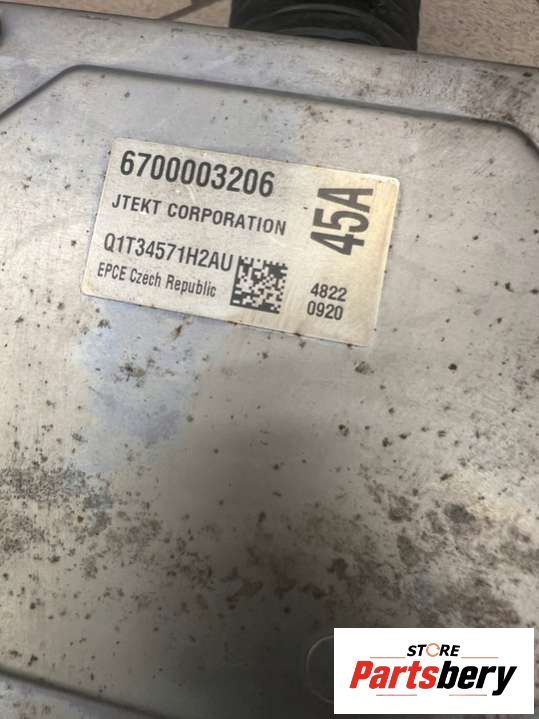 6700003206
JTEKT CORPORATION
45A
Q1T34571H2AU
EPCE Czech Republic
4822
0920
STORE
Partsbery